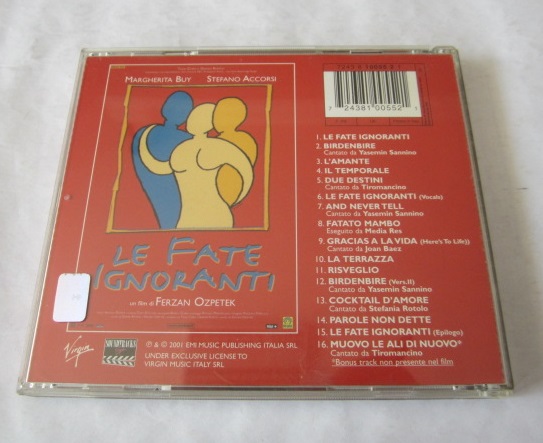 MARGHERITA BUY STEFANO ACCORSI
LE FATE
IGNORANTI
un film di FERZAN OZPETEK
Virgin
SOUNDTRACKS
℗ & © 2001 EMI MUSIC PUBLISHING ITALIA SRL
UNDER EXCLUSIVE LICENSE TO
VIRGIN MUSIC ITALY SRL
7 24381 00552
1. LE FATE IGNORANTI
2. BIRDENBIRE
Cantato da Yasemin Sannino
3. L'AMANTE
4. IL TEMPORALE
5. DUE DESTINI
Cantato da Tiromancino
6. LE FATE IGNORANTI (Vocals)
7. AND NEVER TELL
Cantato da Yasemin Sannino
8. FATATO MAMBO
Eseguito da Media Res
9. GRACIAS A LA VIDA (Here's To Life))
Cantato da Joan Baez
10. LA TERRAZZA
11. RISVEGLIO
12. BIRDENBIRE (Vers.II)
Cantato da Yasemin Sannino
13. COCKTAIL D'AMORE
Cantato da Stefania Rotolo
14. PAROLE NON DETTE
15. LE FATE IGNORANTI (Epilogo)
16. MUOVO LE ALI DI NUOVO*
Cantato da Tiromancino
*Bonus track non presente nel film